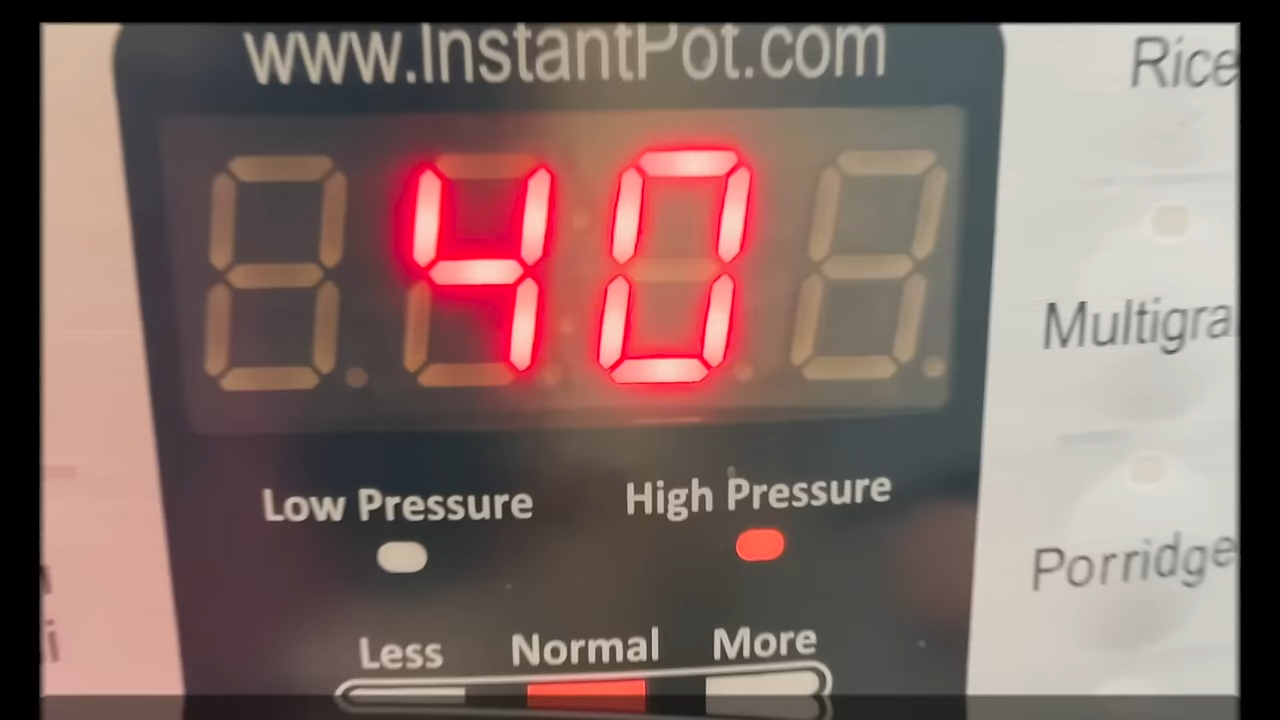 www.InstantPot.com
Rice
40
Multigra
Low Pressure
High Pressure
Porridge
Less Normal More